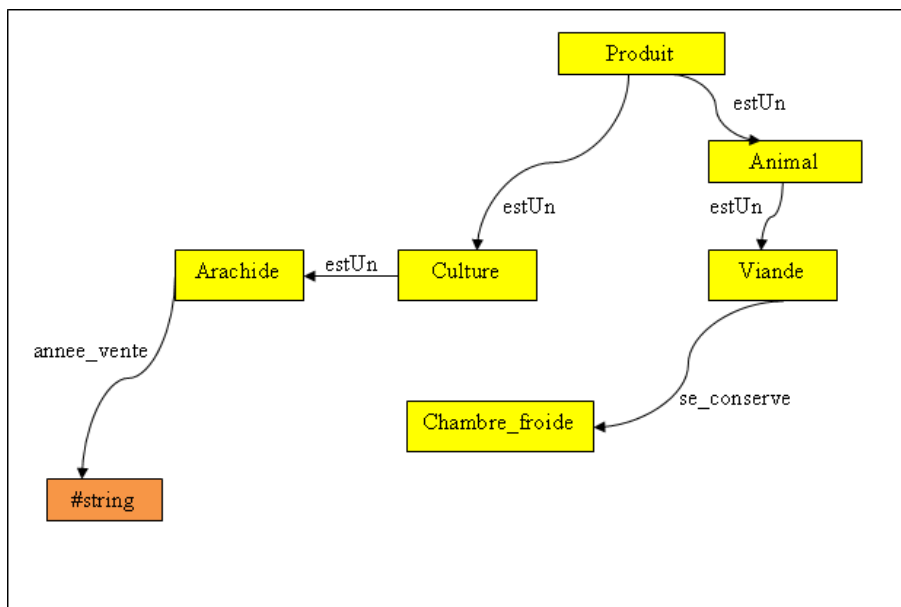 Produit
estUn
Animal
estUn
estUn
Arachide
estUn
Culture
Viande
annee_vente
se_conserve
Chambre_froide
#string